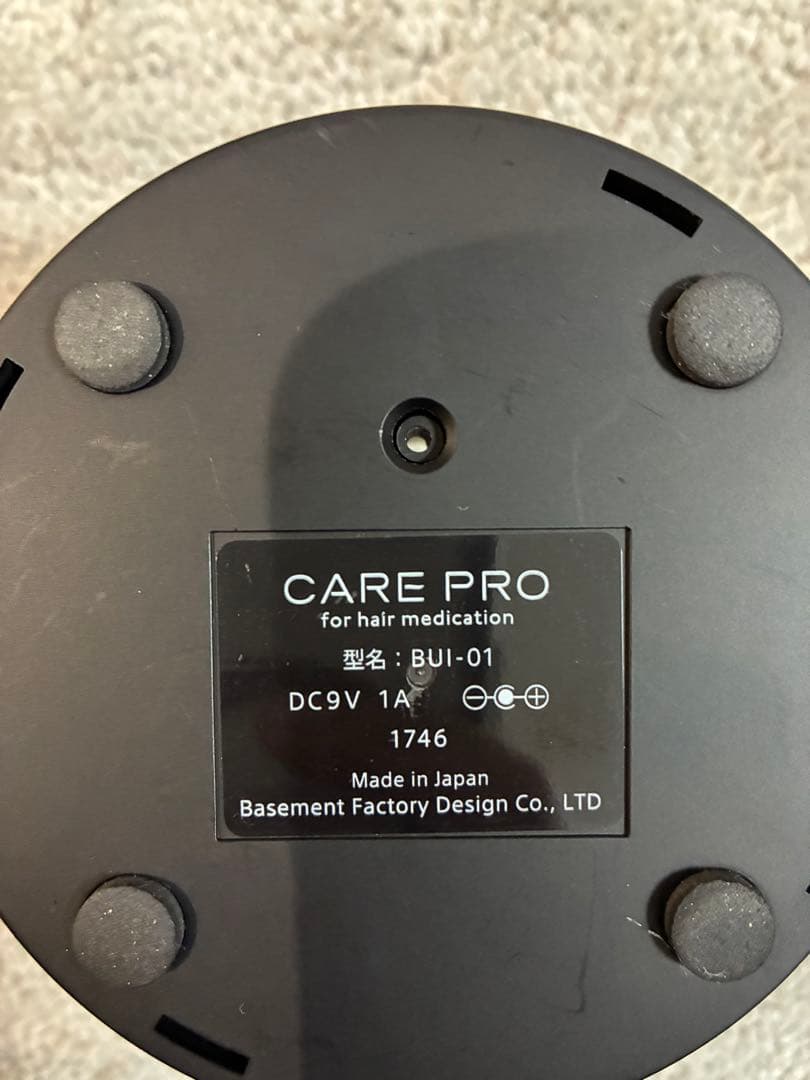 CARE PRO
for hair medication
型名：BUI-01
DC9V 1A
1746
Made in Japan
Basement Factory Design Co., LTD